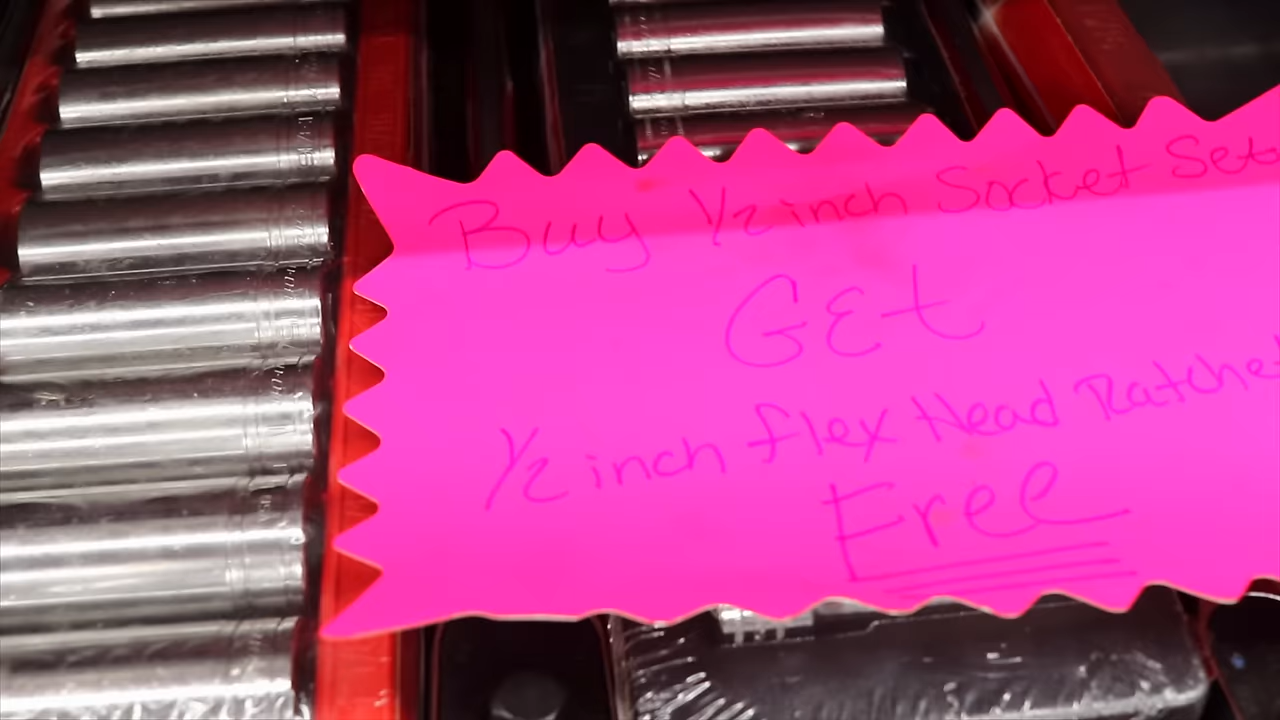 Buy 1/2 inch Socket Set
GEt
1/2 inch flex Head Ratchet
Free